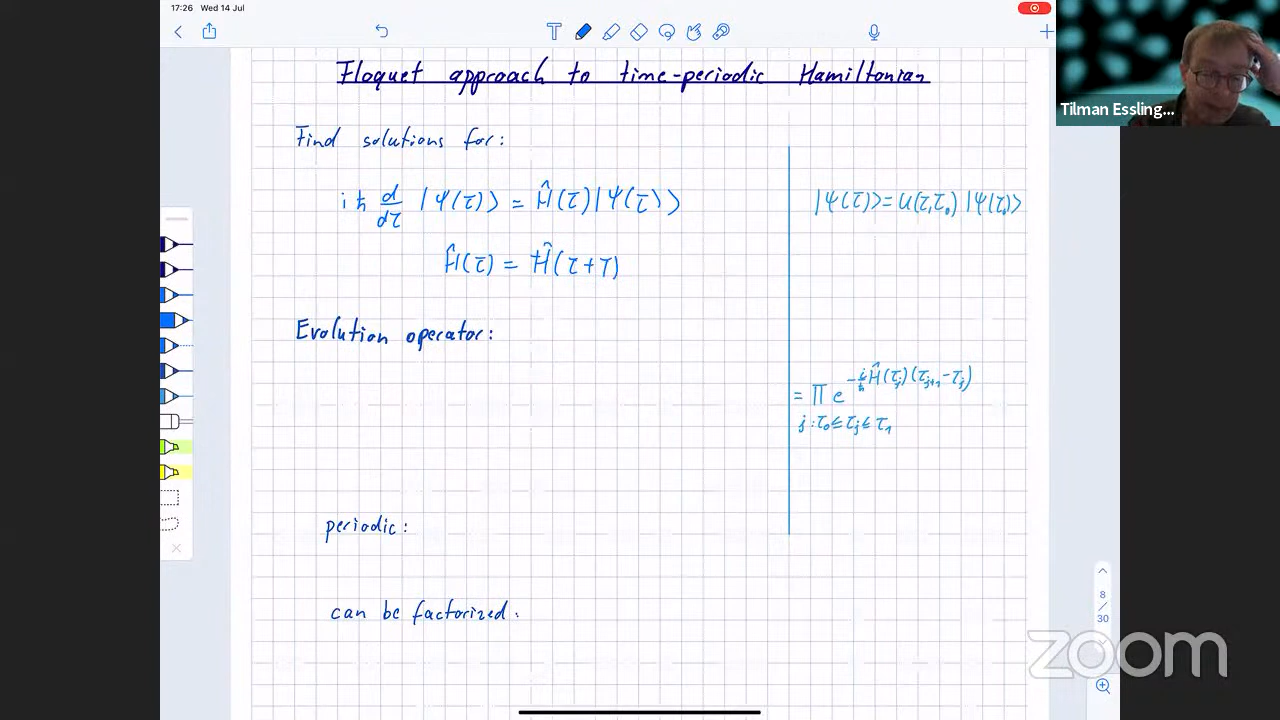 17:26 Wed 14 Jul
Tilman Essling...
Floquet approach to time-periodic Hamiltonian
Find solutions for:
iħ d/dτ |Ψ(τ)⟩ = Ĥ(τ)|Ψ(τ)⟩
|Ψ(τ)⟩ = U(τ,τ₀) |Ψ(τ₀)⟩
Ĥ(τ) = Ĥ(τ+T)
Evolution operator:
= Π e^{-i/ħ Ĥ(τⱼ)(τⱼ₊₁-τⱼ)}
j : τ₀ ≤ τⱼ ≤ τ₁
periodic:
can be factorized:
8
/
30
zoom